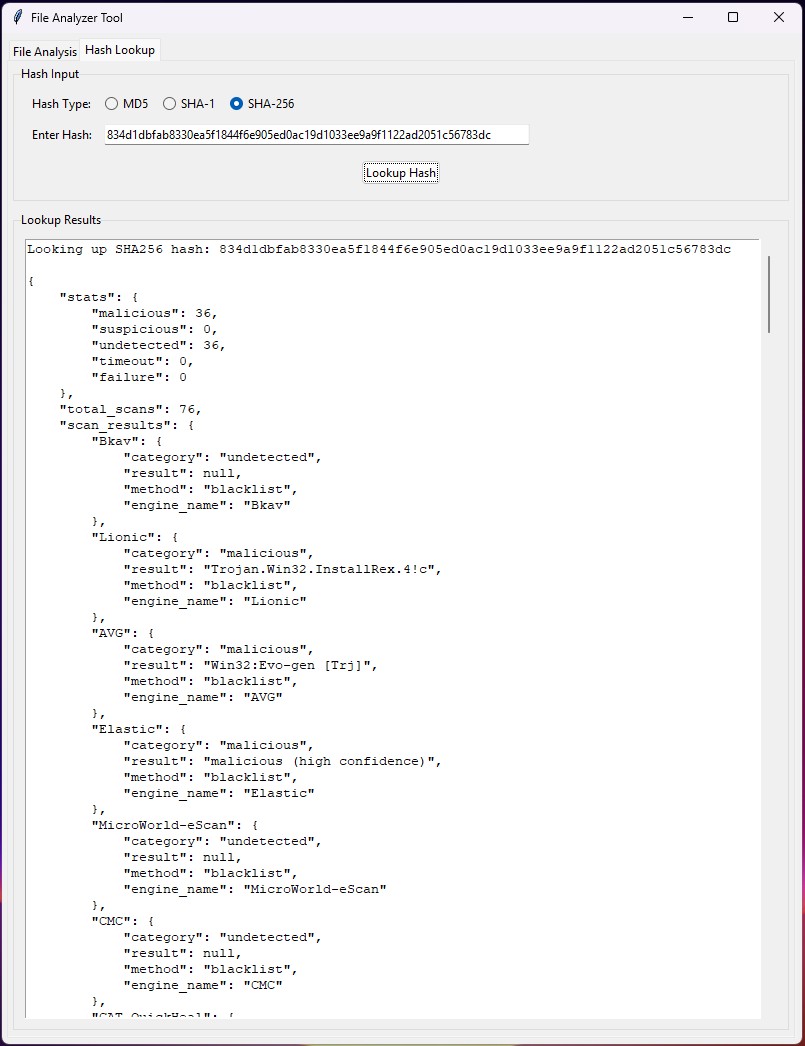 File Analyzer Tool
File Analysis
Hash Lookup
Hash Input
Hash Type: MD5 SHA-1 SHA-256
Enter Hash: 834d1dbfab8330ea5f1844f6e905ed0ac19d1033ee9a9f1122ad2051c56783dc
Lookup Hash
Lookup Results
Looking up SHA256 hash: 834d1dbfab8330ea5f1844f6e905ed0ac19d1033ee9a9f1122ad2051c56783dc
{
    "stats": {
        "malicious": 36,
        "suspicious": 0,
        "undetected": 36,
        "timeout": 0,
        "failure": 0
    },
    "total_scans": 76,
    "scan_results": {
        "Bkav": {
            "category": "undetected",
            "result": null,
            "method": "blacklist",
            "engine_name": "Bkav"
        },
        "Lionic": {
            "category": "malicious",
            "result": "Trojan.Win32.InstallRex.4!c",
            "method": "blacklist",
            "engine_name": "Lionic"
        },
        "AVG": {
            "category": "malicious",
            "result": "Win32:Evo-gen [Trj]",
            "method": "blacklist",
            "engine_name": "AVG"
        },
        "Elastic": {
            "category": "malicious",
            "result": "malicious (high confidence)",
            "method": "blacklist",
            "engine_name": "Elastic"
        },
        "MicroWorld-eScan": {
            "category": "undetected",
            "result": null,
            "method": "blacklist",
            "engine_name": "MicroWorld-eScan"
        },
        "CMC": {
            "category": "undetected",
            "result": null,
            "method": "blacklist",
            "engine_name": "CMC"
        },
        "CAT-QuickHeal": {